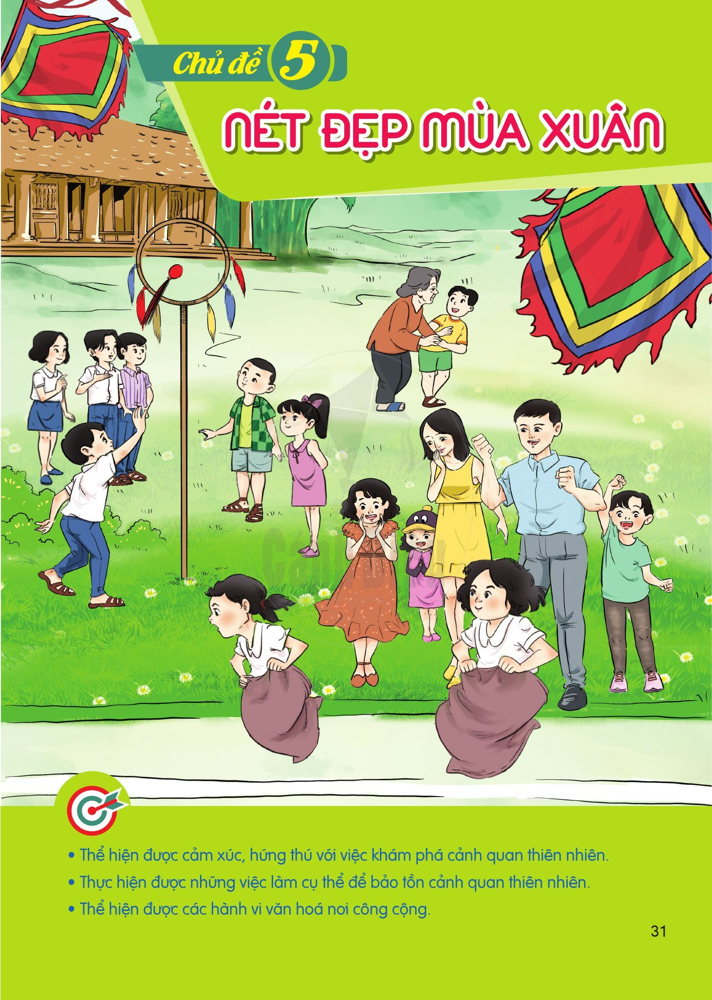 Chủ đề 5
NÉT ĐẸP MÙA XUÂN
Cánh Diều
• Thể hiện được cảm xúc, hứng thú với việc khám phá cảnh quan thiên nhiên.
• Thực hiện được những việc làm cụ thể để bảo tồn cảnh quan thiên nhiên.
• Thể hiện được các hành vi văn hoá nơi công cộng.
31